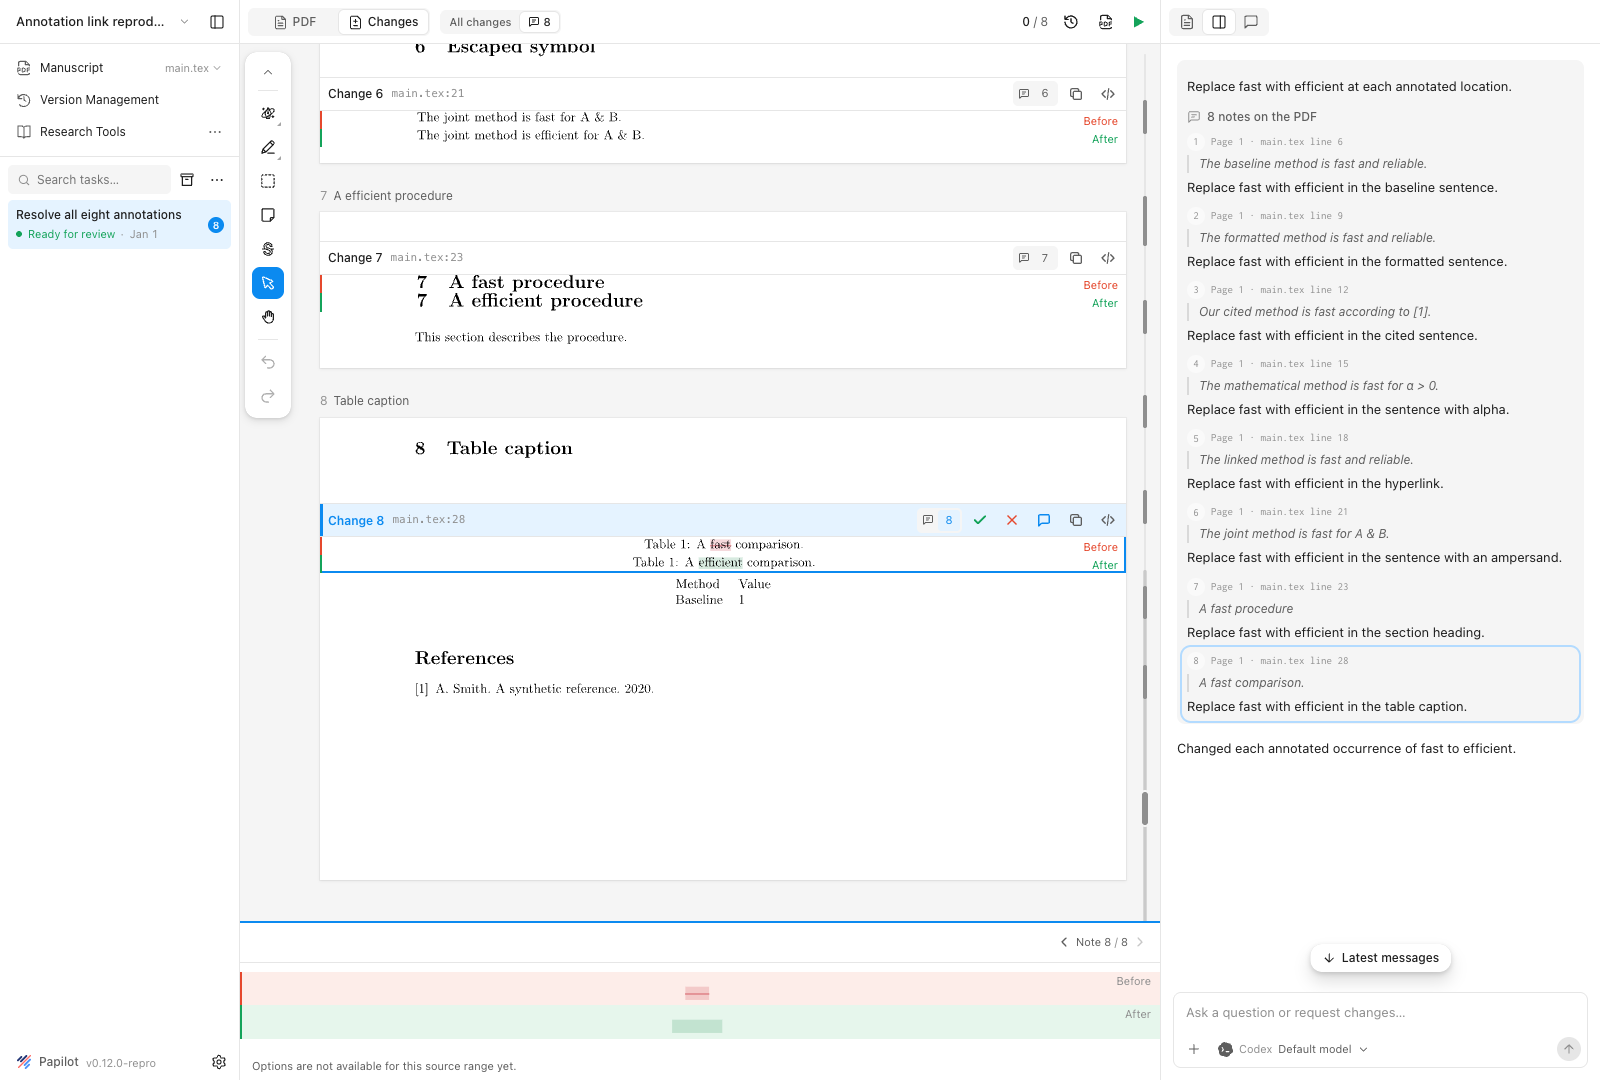 Annotation link reprod...
Manuscript
main.tex
Version Management
Research Tools
Search tasks...
Resolve all eight annotations
Ready for review · Jan 1
8
Papilot v0.12.0-repro
PDF
Changes
All changes
8
0 / 8
6 Escaped symbol
Change 6 main.tex:21
6
The joint method is fast for A & B.
Before
The joint method is efficient for A & B.
After
7 A efficient procedure
Change 7 main.tex:23
7
7 A fast procedure
Before
7 A efficient procedure
After
This section describes the procedure.
8 Table caption
8 Table caption
Change 8 main.tex:28
8
Table 1: A fast comparison.
Before
Table 1: A efficient comparison.
After
Method Value
Baseline 1
References
[1] A. Smith. A synthetic reference. 2020.
Note 8 / 8
Before
After
Options are not available for this source range yet.
Replace fast with efficient at each annotated location.
8 notes on the PDF
1 Page 1 · main.tex line 6
The baseline method is fast and reliable.
Replace fast with efficient in the baseline sentence.
2 Page 1 · main.tex line 9
The formatted method is fast and reliable.
Replace fast with efficient in the formatted sentence.
3 Page 1 · main.tex line 12
Our cited method is fast according to [1].
Replace fast with efficient in the cited sentence.
4 Page 1 · main.tex line 15
The mathematical method is fast for α > 0.
Replace fast with efficient in the sentence with alpha.
5 Page 1 · main.tex line 18
The linked method is fast and reliable.
Replace fast with efficient in the hyperlink.
6 Page 1 · main.tex line 21
The joint method is fast for A & B.
Replace fast with efficient in the sentence with an ampersand.
7 Page 1 · main.tex line 23
A fast procedure
Replace fast with efficient in the section heading.
8 Page 1 · main.tex line 28
A fast comparison.
Replace fast with efficient in the table caption.
Changed each annotated occurrence of fast to efficient.
Latest messages
Ask a question or request changes...
Codex Default model